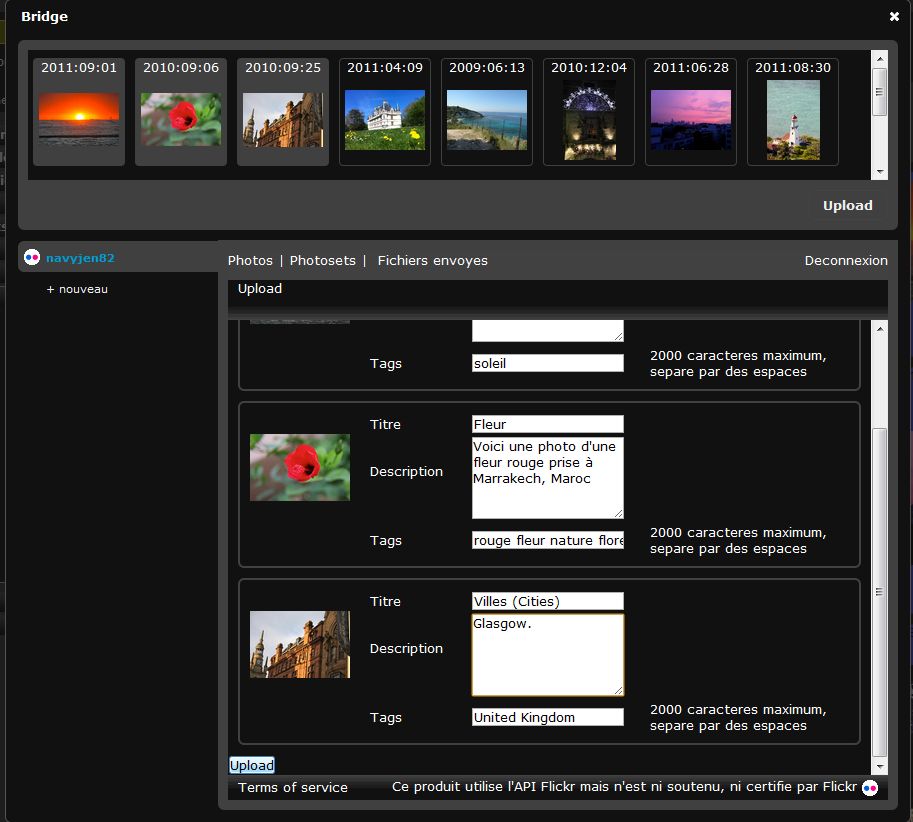 Bridge
2011:09:01 2010:09:06 2010:09:25 2011:04:09 2009:06:13 2010:12:04 2011:06:28 2011:08:30
Upload
navyjen82
+ nouveau
Photos | Photosets | Fichiers envoyes Deconnexion
Upload
Tags soleil 2000 caracteres maximum,
separe par des espaces
Titre Fleur
Description Voici une photo d'une
fleur rouge prise à
Marrakech, Maroc
Tags rouge fleur nature flore 2000 caracteres maximum,
separe par des espaces
Titre Villes (Cities)
Description Glasgow.
Tags United Kingdom 2000 caracteres maximum,
separe par des espaces
Upload
Terms of service Ce produit utilise l'API Flickr mais n'est ni soutenu, ni certifie par Flickr